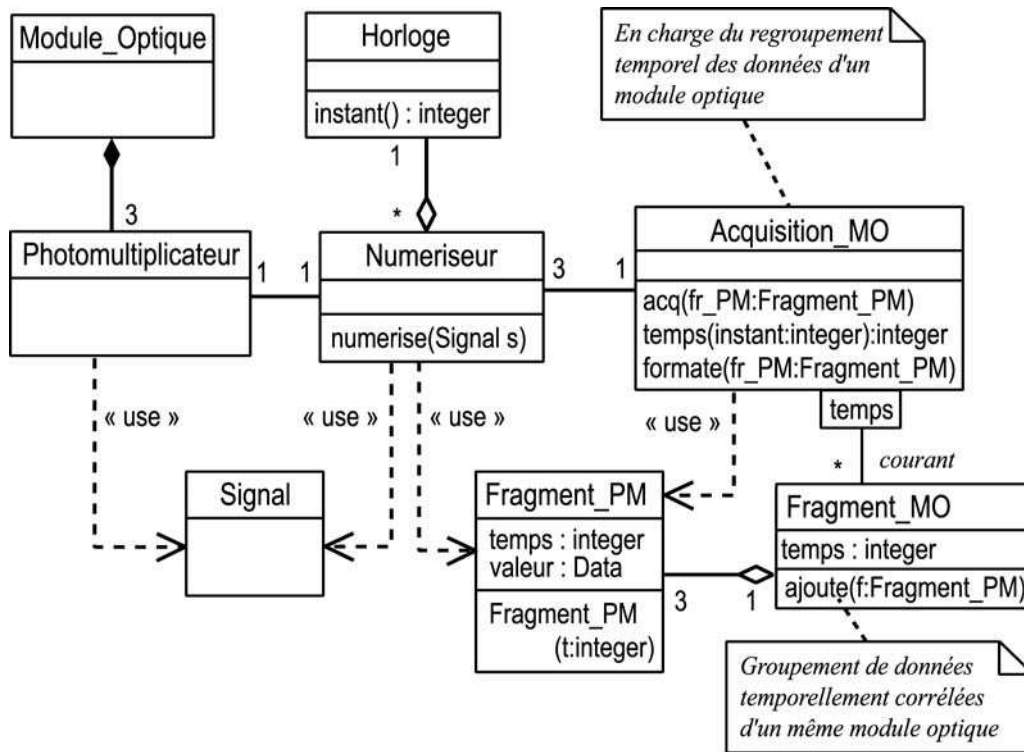 Module_Optique
Horloge
instant() : integer
En charge du regroupement
temporel des données d'un
module optique
1
*
3
Photomultiplicateur
1
1
Numeriseur
numerise(Signal s)
3
1
Acquisition_MO
acq(fr_PM:Fragment_PM)
temps(instant:integer):integer
formate(fr_PM:Fragment_PM)
temps
« use »
« use »
« use »
*
courant
Signal
Fragment_PM
temps : integer
valeur : Data
Fragment_PM
(t:integer)
3
1
Fragment_MO
temps : integer
ajoute(f:Fragment_PM)
Groupement de données
temporellement corrélées
d'un même module optique